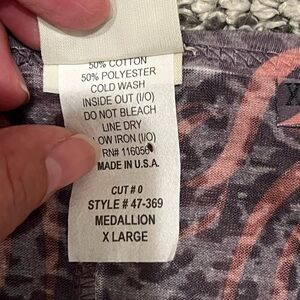 50% COTTON
50% POLYESTER
COLD WASH
INSIDE OUT (I/O)
DO NOT BLEACH
LINE DRY
LOW IRON (I/O)
RN# 116056
MADE IN U.S.A.
CUT # 0
STYLE # 47-369
MEDALLION
X LARGE
X